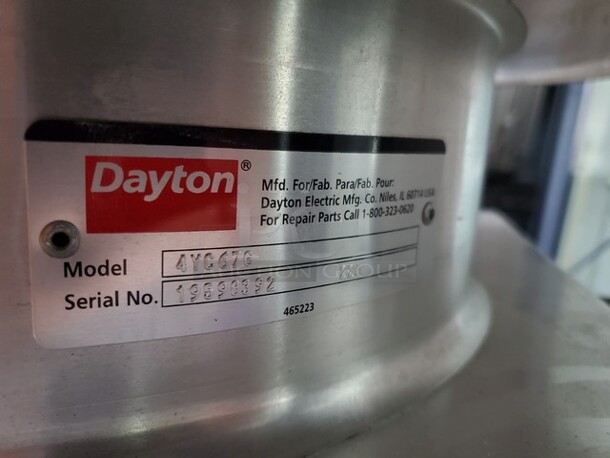 Dayton®
Mfd. For/Fab. Para/Fab. Pour:
Dayton Electric Mfg. Co. Niles, IL 60714 USA
For Repair Parts Call 1-800-323-0620
Model 4YC67G
Serial No. 19898392
465223